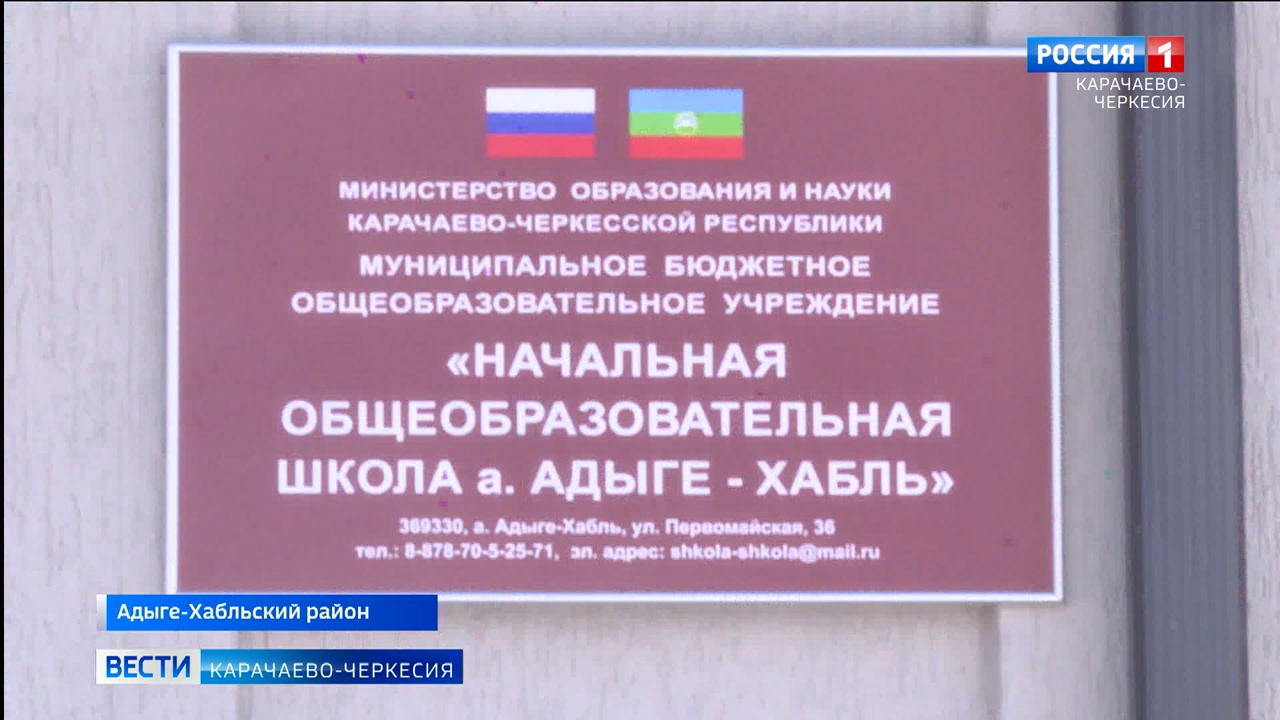 РОССИЯ 1
КАРАЧАЕВО-
ЧЕРКЕСИЯ
МИНИСТЕРСТВО ОБРАЗОВАНИЯ И НАУКИ
КАРАЧАЕВО-ЧЕРКЕССКОЙ РЕСПУБЛИКИ
МУНИЦИПАЛЬНОЕ БЮДЖЕТНОЕ
ОБЩЕОБРАЗОВАТЕЛЬНОЕ УЧРЕЖДЕНИЕ
«НАЧАЛЬНАЯ
ОБЩЕОБРАЗОВАТЕЛЬНАЯ
ШКОЛА а. АДЫГЕ - ХАБЛЬ»
369330, а. Адыге-Хабль, ул. Первомайская, 36
тел.: 8-878-70-5-25-71, эл. адрес: shkola-shkola@mail.ru
Адыге-Хабльский район
ВЕСТИ КАРАЧАЕВО-ЧЕРКЕСИЯ